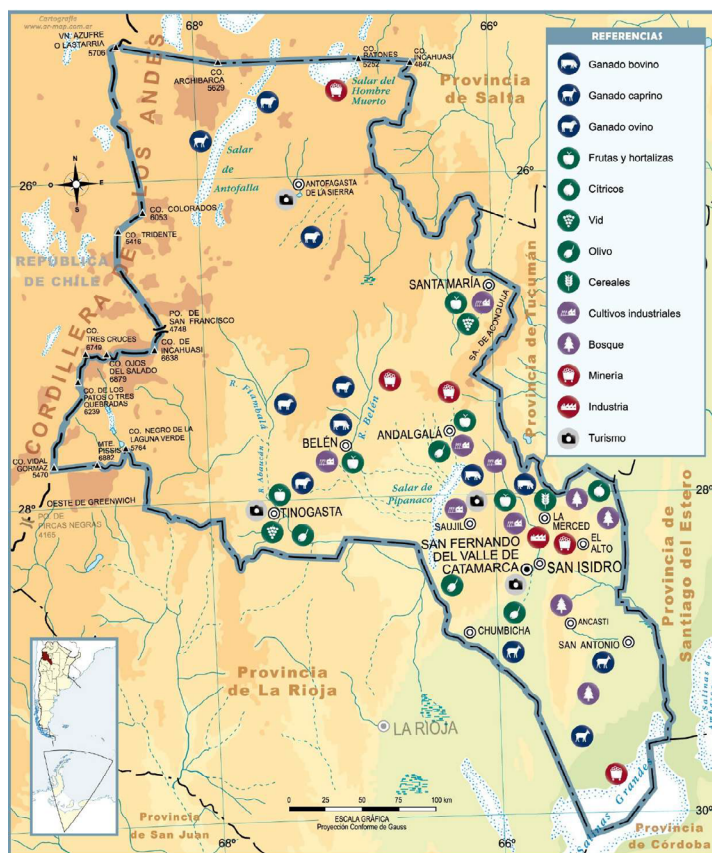 Cartografía
www.sr-map.com.ar
68°
66°
VN. AZUFRE
O LASTARRIA
5706
CO.
ARCHIBARCA
5629
CO.
RATONES
5252
CO.
INCAHUASI
4847
Salar del
Hombre
Muerto
Provincia
de Salta
Salar
de
Antofalla
26°
26°
N
O
E
S
ANTOFAGASTA
DE LA SIERRA
CO. COLORADOS
6053
CO. TRIDENTE
5416
REPÚBLICA
DE CHILE
CORDILLERA DE LOS ANDES
PO. DE
SAN FRANCISCO
4748
CO.
TRES CRUCES
6749
CO. DE
INCAHUASI
6638
CO. OJOS
DEL SALADO
6879
CO. DE LOS
PATOS O TRES
QUEBRADAS
6239
CO. NEGRO DE LA
LAGUNA VERDE
5764
MTE.
PISSIS
6882
CO. VIDAL
GORMAZ
5470
OESTE DE GREENWICH
28°
PO. DE
PIRCAS NEGRAS
4165
SANTA MARÍA
SA. DE ACONQUIJA
Provincia de Tucumán
R. Fiambalá
R. Belén
R. Abaucán
BELÉN
ANDALGALÁ
TINOGASTA
Salar de
Pipanaco
SAUJIL
28°
LA
MERCED
EL
ALTO
SAN FERNANDO
DEL VALLE DE
CATAMARCA
SAN ISIDRO
CHUMBICHA
ANCASTI
SAN ANTONIO
Provincia de
Santiago del Estero
Provincia
de La Rioja
LA RIOJA
Salinas de
Salinas Grandes
30°
Provincia
de San Juan
Provincia
de Córdoba
68°
66°
0
25
50
75
100 km
ESCALA GRÁFICA
Proyección Conforme de Gauss
REFERENCIAS
Ganado bovino
Ganado caprino
Ganado ovino
Frutas y hortalizas
Cítricos
Vid
Olivo
Cereales
Cultivos industriales
Bosque
Minería
Industria
Turismo